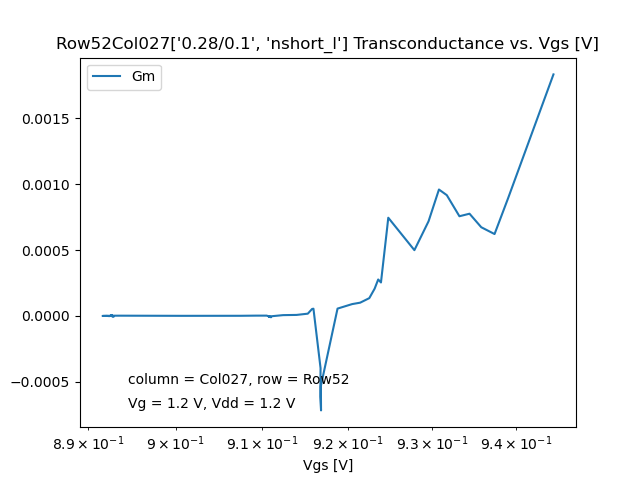 Row52Col027['0.28/0.1', 'nshort_l'] Transconductance vs. Vgs [V]
Gm
0.0015
0.0010
0.0005
0.0000
−0.0005
column = Col027, row = Row52
Vg = 1.2 V, Vdd = 1.2 V
8.9 × 10⁻¹ 9 × 10⁻¹ 9.1 × 10⁻¹ 9.2 × 10⁻¹ 9.3 × 10⁻¹ 9.4 × 10⁻¹
Vgs [V]